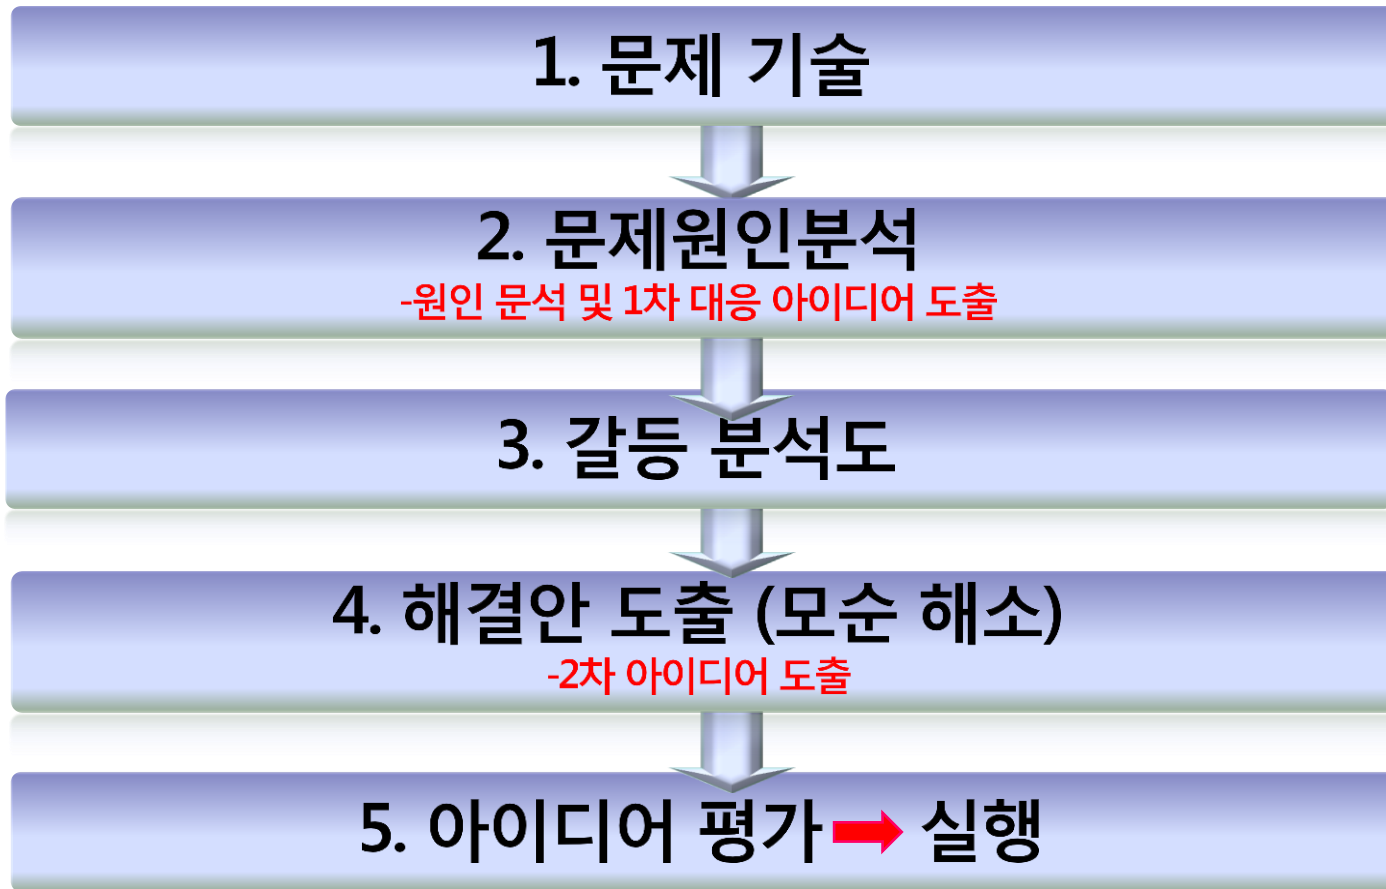 1. 문제 기술
2. 문제원인분석
-원인 문석 및 1차 대응 아이디어 도출
3. 갈등 분석도
4. 해결안 도출 (모순 해소)
-2차 아이디어 도출
5. 아이디어 평가 실행